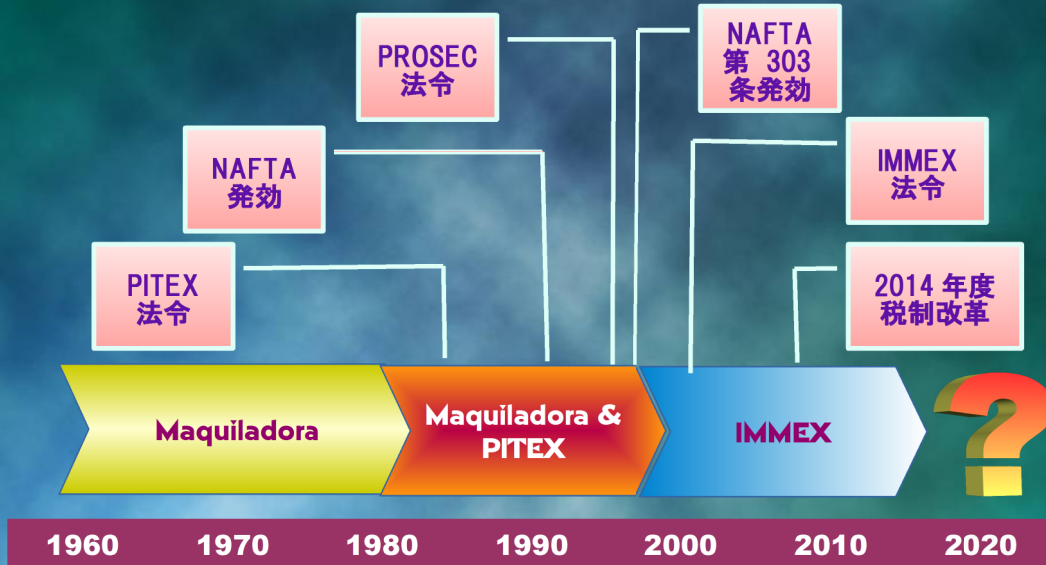 PROSEC
法令
NAFTA
第 303
条発効
NAFTA
発効
IMMEX
法令
PITEX
法令
2014 年度
税制改革
Maquiladora
Maquiladora &
PITEX
IMMEX
?
1960 1970 1980 1990 2000 2010 2020